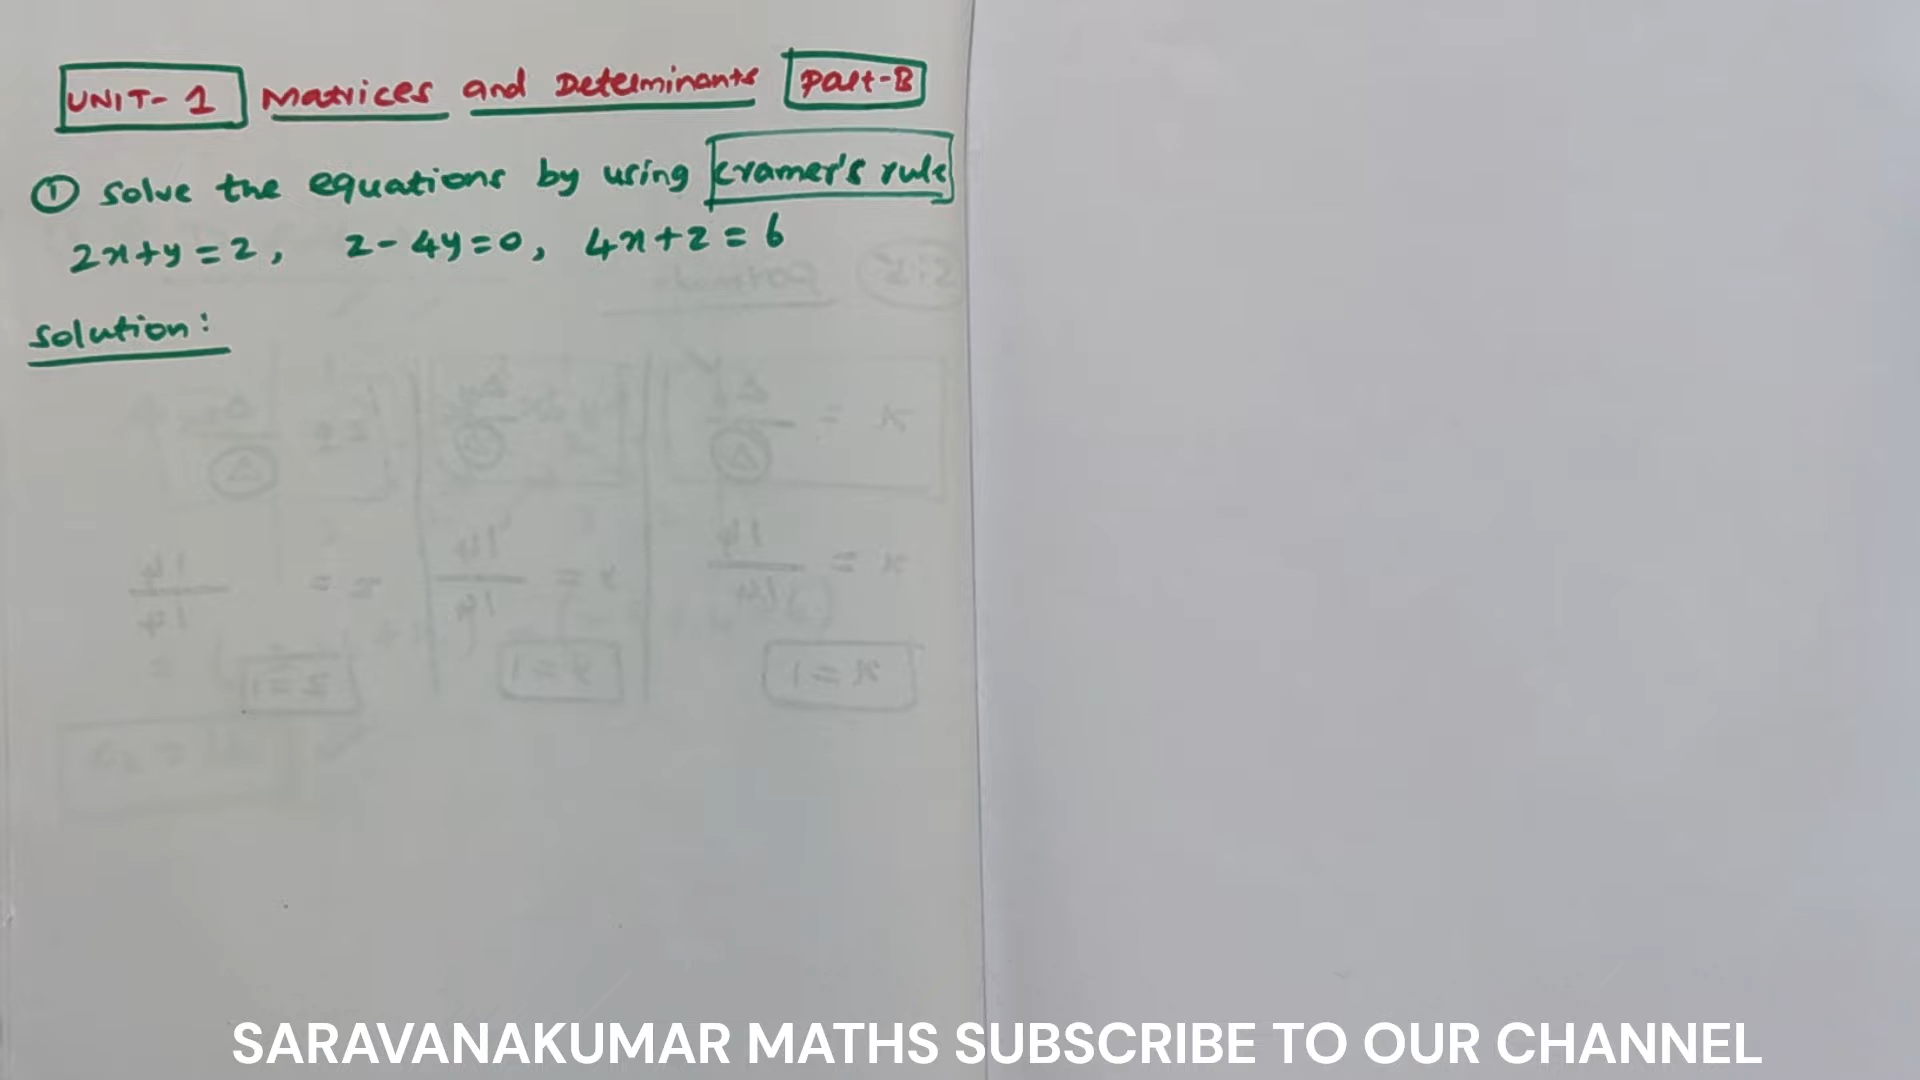 UNIT-1 Matrices and Determinants Part-B
① Solve the equations by using Cramer's rule
2x+y=2, z-4y=0, 4x+z=6
Solution:
SARAVANAKUMAR MATHS SUBSCRIBE TO OUR CHANNEL